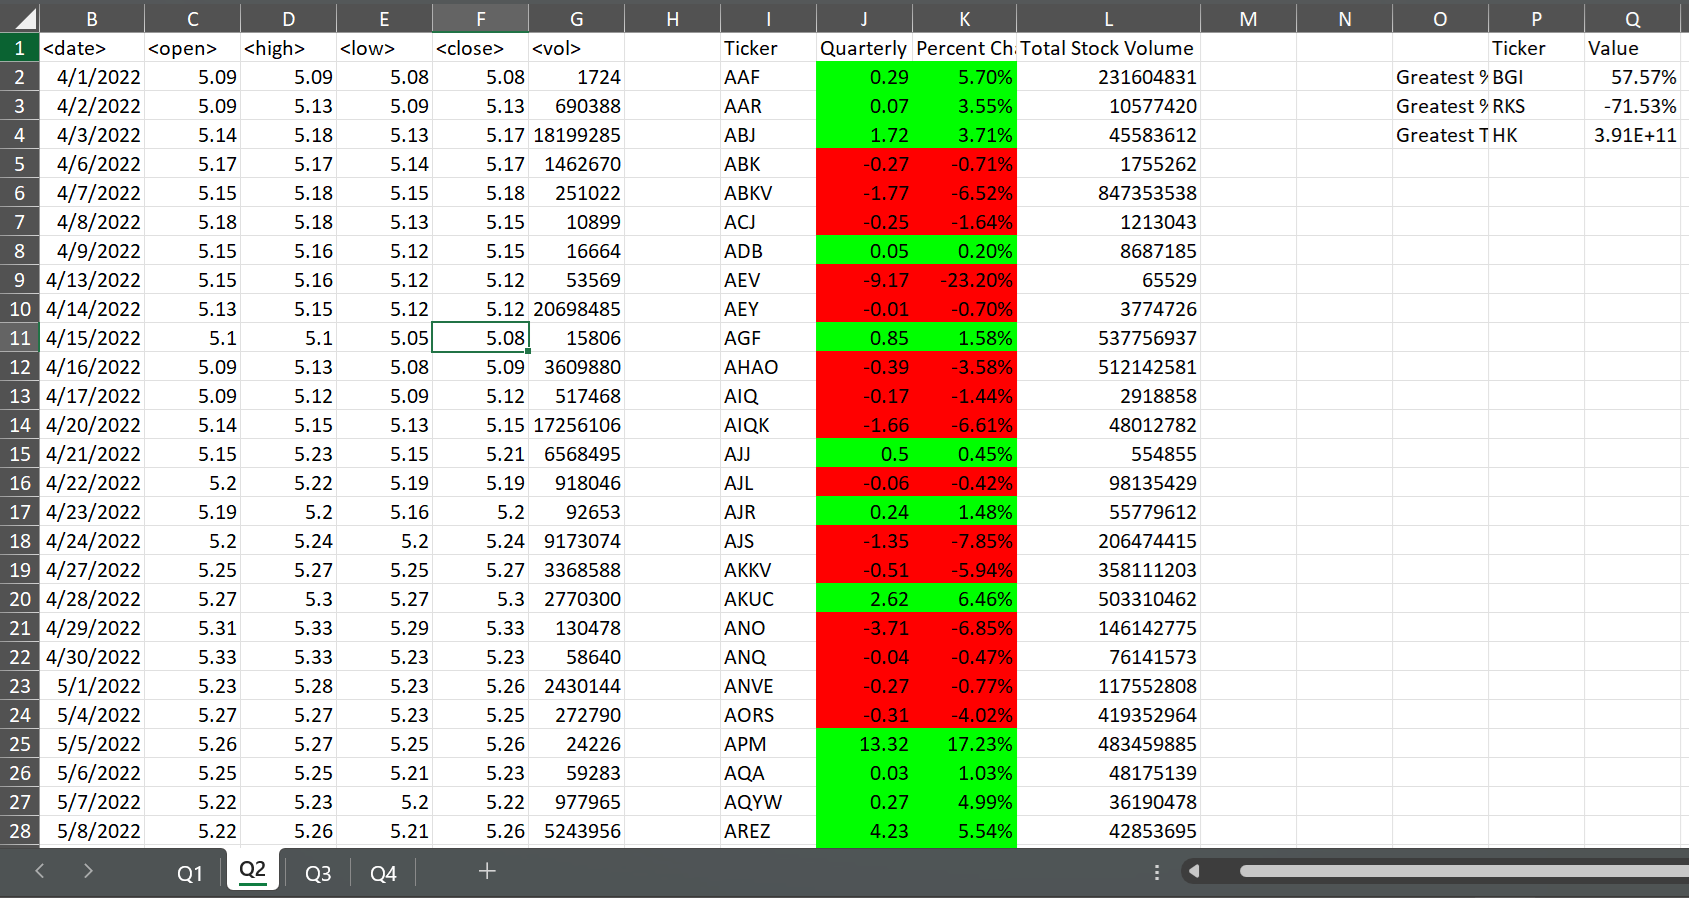 B C D E F G H I J K L M N O P Q
1 <date> <open> <high> <low> <close> <vol> Ticker Quarterly Percent Ch Total Stock Volume Ticker Value
2 4/1/2022 5.09 5.09 5.08 5.08 1724 AAF 0.29 5.70% 231604831 Greatest % BGI 57.57%
3 4/2/2022 5.09 5.13 5.09 5.13 690388 AAR 0.07 3.55% 10577420 Greatest % RKS -71.53%
4 4/3/2022 5.14 5.18 5.13 5.17 18199285 ABJ 1.72 3.71% 45583612 Greatest T HK 3.91E+11
5 4/6/2022 5.17 5.17 5.14 5.17 1462670 ABK -0.27 -0.71% 1755262
6 4/7/2022 5.15 5.18 5.15 5.18 251022 ABKV -1.77 -6.52% 847353538
7 4/8/2022 5.18 5.18 5.13 5.15 10899 ACJ -0.25 -1.64% 1213043
8 4/9/2022 5.15 5.16 5.12 5.15 16664 ADB 0.05 0.20% 8687185
9 4/13/2022 5.15 5.16 5.12 5.12 53569 AEV -9.17 -23.20% 65529
10 4/14/2022 5.13 5.15 5.12 5.12 20698485 AEY -0.01 -0.70% 3774726
11 4/15/2022 5.1 5.1 5.05 5.08 15806 AGF 0.85 1.58% 537756937
12 4/16/2022 5.09 5.13 5.08 5.09 3609880 AHAO -0.39 -3.58% 512142581
13 4/17/2022 5.09 5.12 5.09 5.12 517468 AIQ -0.17 -1.44% 2918858
14 4/20/2022 5.14 5.15 5.13 5.15 17256106 AIQK -1.66 -6.61% 48012782
15 4/21/2022 5.15 5.23 5.15 5.21 6568495 AJJ 0.5 0.45% 554855
16 4/22/2022 5.2 5.22 5.19 5.19 918046 AJL -0.06 -0.42% 98135429
17 4/23/2022 5.19 5.2 5.16 5.2 92653 AJR 0.24 1.48% 55779612
18 4/24/2022 5.2 5.24 5.2 5.24 9173074 AJS -1.35 -7.85% 206474415
19 4/27/2022 5.25 5.27 5.25 5.27 3368588 AKKV -0.51 -5.94% 358111203
20 4/28/2022 5.27 5.3 5.27 5.3 2770300 AKUC 2.62 6.46% 503310462
21 4/29/2022 5.31 5.33 5.29 5.33 130478 ANO -3.71 -6.85% 146142775
22 4/30/2022 5.33 5.33 5.23 5.23 58640 ANQ -0.04 -0.47% 76141573
23 5/1/2022 5.23 5.28 5.23 5.26 2430144 ANVE -0.27 -0.77% 117552808
24 5/4/2022 5.27 5.27 5.23 5.25 272790 AORS -0.31 -4.02% 419352964
25 5/5/2022 5.26 5.27 5.25 5.26 24226 APM 13.32 17.23% 483459885
26 5/6/2022 5.25 5.25 5.21 5.23 59283 AQA 0.03 1.03% 48175139
27 5/7/2022 5.22 5.23 5.2 5.22 977965 AQYW 0.27 4.99% 36190478
28 5/8/2022 5.22 5.26 5.21 5.26 5243956 AREZ 4.23 5.54% 42853695
Q1 Q2 Q3 Q4 +